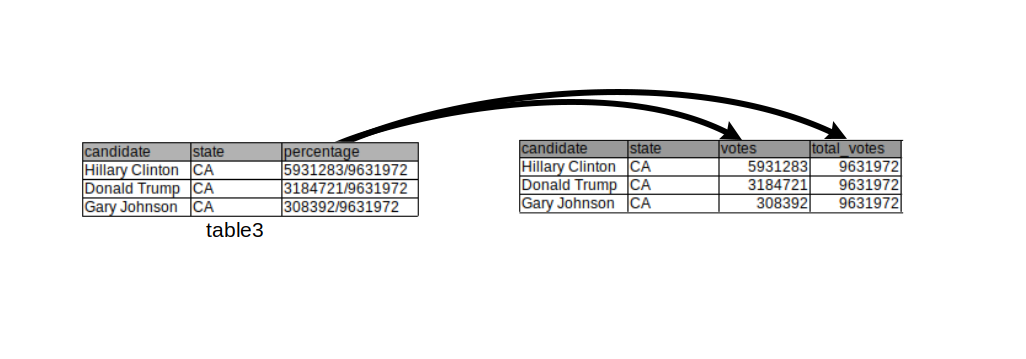 candidate state percentage
Hillary Clinton CA 5931283/9631972
Donald Trump CA 3184721/9631972
Gary Johnson CA 308392/9631972
table3
candidate state votes total_votes
Hillary Clinton CA 5931283 9631972
Donald Trump CA 3184721 9631972
Gary Johnson CA 308392 9631972